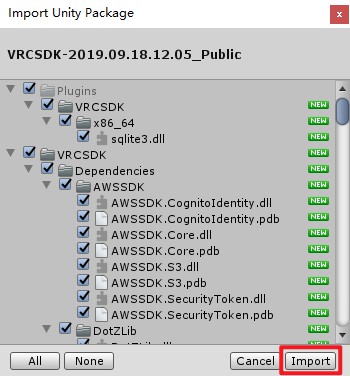 Import Unity Package
VRCSDK-2019.09.18.12.05_Public
Plugins
VRCSDK NEW
x86_64 NEW
sqlite3.dll NEW
VRCSDK NEW
Dependencies NEW
AWSSDK NEW
AWSSDK.CognitoIdentity.dll NEW
AWSSDK.CognitoIdentity.pdb NEW
AWSSDK.Core.dll NEW
AWSSDK.Core.pdb NEW
AWSSDK.S3.dll NEW
AWSSDK.S3.pdb NEW
AWSSDK.SecurityToken.dll NEW
AWSSDK.SecurityToken.pdb NEW
DotZLib NEW
All None Cancel Import